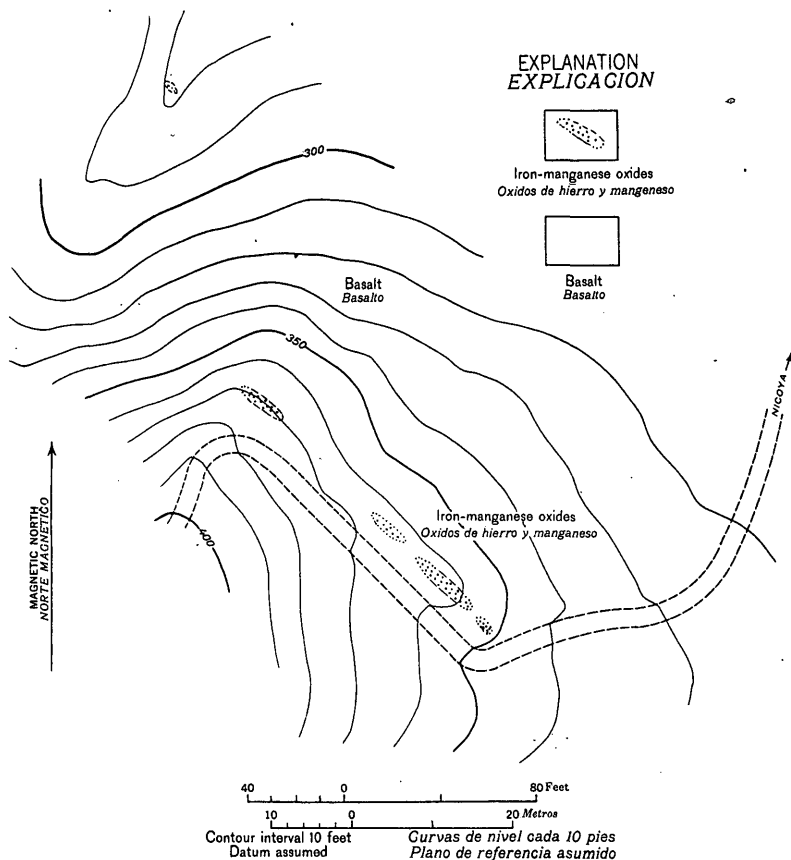 EXPLANATION
EXPLICACION
Iron-manganese oxides
Oxidos de hierro y mangeneso
Basalt
Basalto
300
Basalt
Basalto
350
NICOYA
Iron-manganese oxides
Oxidos de hierro y manganeso
400
MAGNETIC NORTH
NORTE MAGNETICO
40 0 80 Feet
10 0 20 Metros
Contour interval 10 feet
Datum assumed
Curvas de nivel cada 10 pies
Plano de referencia asumido